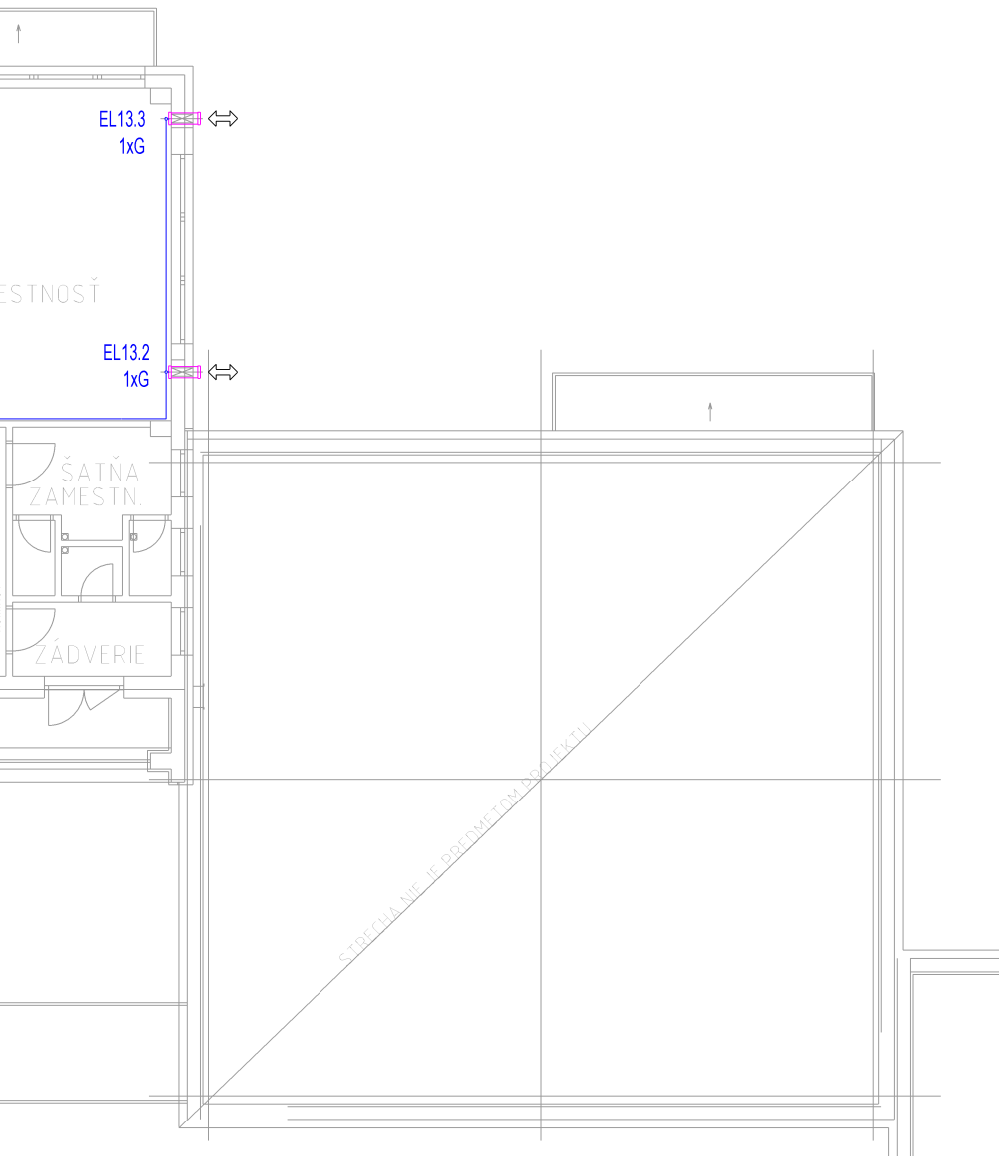 EL13.3
1xG
ESTNOSŤ
EL13.2
1xG
ŠATŇA
ZAMESTN.
ZÁDVERIE
STRECHA NIE JE PREDMETOM PROJEKTU